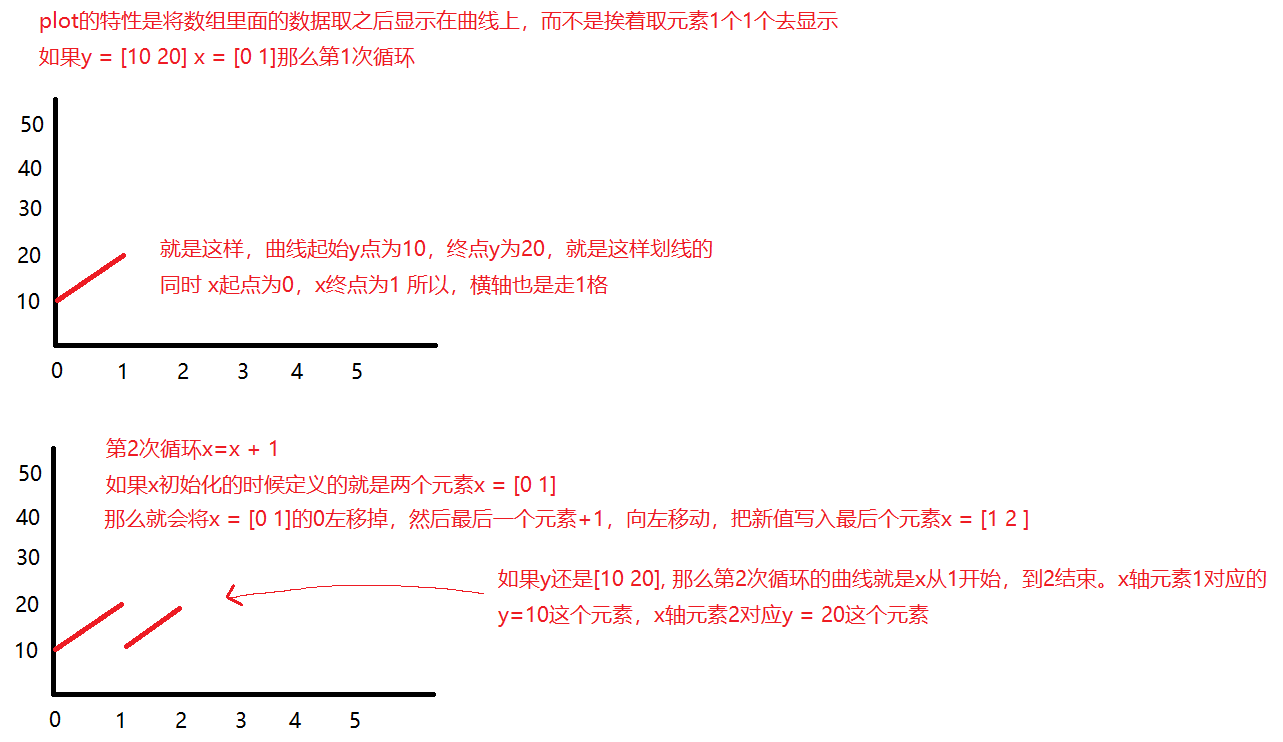 plot的特性是将数组里面的数据取之后显示在曲线上，而不是挨着取元素1个1个去显示
如果y = [10 20] x = [0 1]那么第1次循环
50
40
30
20
10
就是这样，曲线起始y点为10，终点y为20，就是这样划线的
同时 x起点为0，x终点为1 所以，横轴也是走1格
0 1 2 3 4 5
第2次循环x=x + 1
如果x初始化的时候定义的就是两个元素x = [0 1]
那么就会将x = [0 1]的0左移掉，然后最后一个元素+1，向左移动，把新值写入最后个元素x = [1 2 ]
50
40
30
20
10
如果y还是[10 20], 那么第2次循环的曲线就是x从1开始，到2结束。x轴元素1对应的
y=10这个元素，x轴元素2对应y = 20这个元素
0 1 2 3 4 5